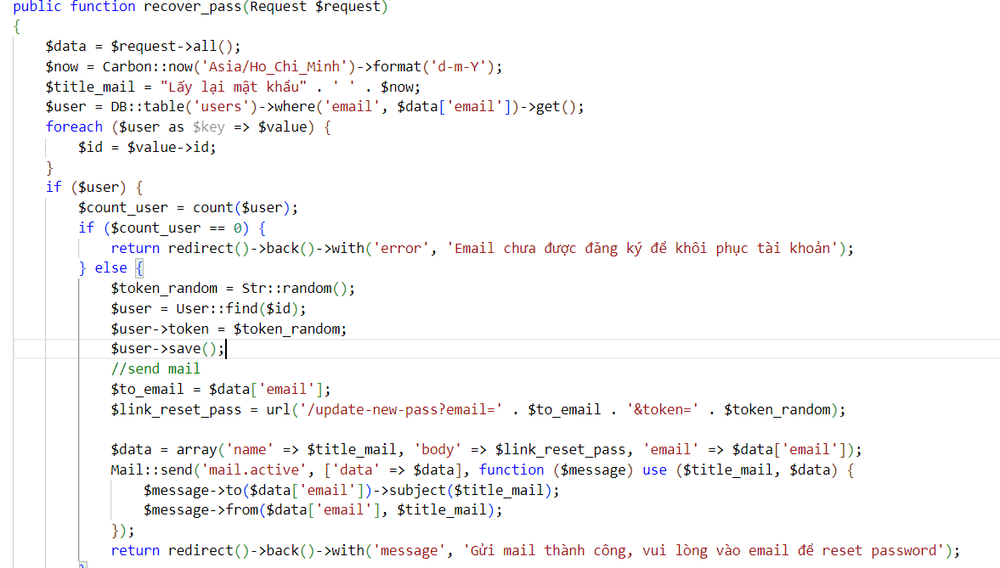 public function recover_pass(Request $request)
{
$data = $request->all();
$now = Carbon::now('Asia/Ho_Chi_Minh')->format('d-m-Y');
$title_mail = "Lấy lại mật khẩu" . ' ' . $now;
$user = DB::table('users')->where('email', $data['email'])->get();
foreach ($user as $key => $value) {
$id = $value->id;
}
if ($user) {
$count_user = count($user);
if ($count_user == 0) {
return redirect()->back()->with('error', 'Email chưa được đăng ký để khôi phục tài khoản');
} else {
$token_random = Str::random();
$user = User::find($id);
$user->token = $token_random;
$user->save();
//send mail
$to_email = $data['email'];
$link_reset_pass = url('/update-new-pass?email=' . $to_email . '&token=' . $token_random);
$data = array('name' => $title_mail, 'body' => $link_reset_pass, 'email' => $data['email']);
Mail::send('mail.active', ['data' => $data], function ($message) use ($title_mail, $data) {
$message->to($data['email'])->subject($title_mail);
$message->from($data['email'], $title_mail);
});
return redirect()->back()->with('message', 'Gửi mail thành công, vui lòng vào email để reset password');
}